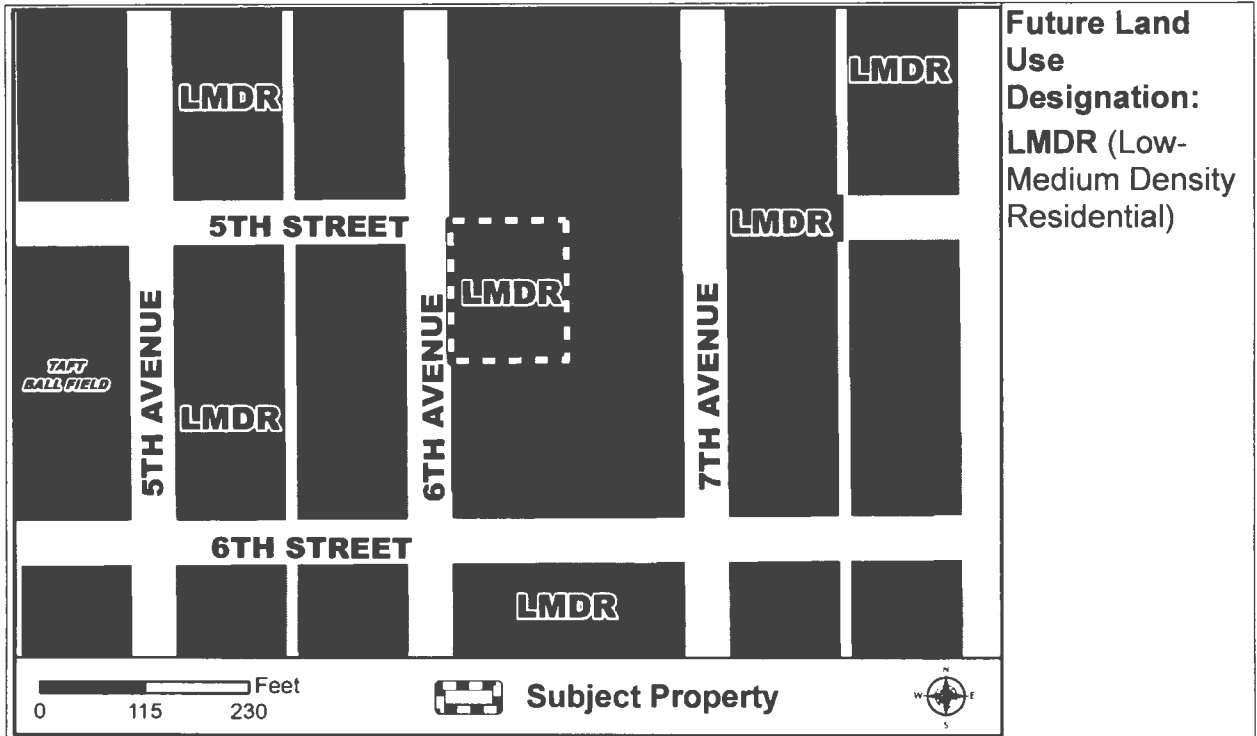 LMDR
LMDR
5TH STREET
LMDR
LMDR
TAFT
BALL FIELD
5TH AVENUE
LMDR
6TH AVENUE
7TH AVENUE
6TH STREET
LMDR
Feet
0 115 230
Subject Property
N
W E
S
Future Land
Use
Designation:
LMDR (Low-
Medium Density
Residential)